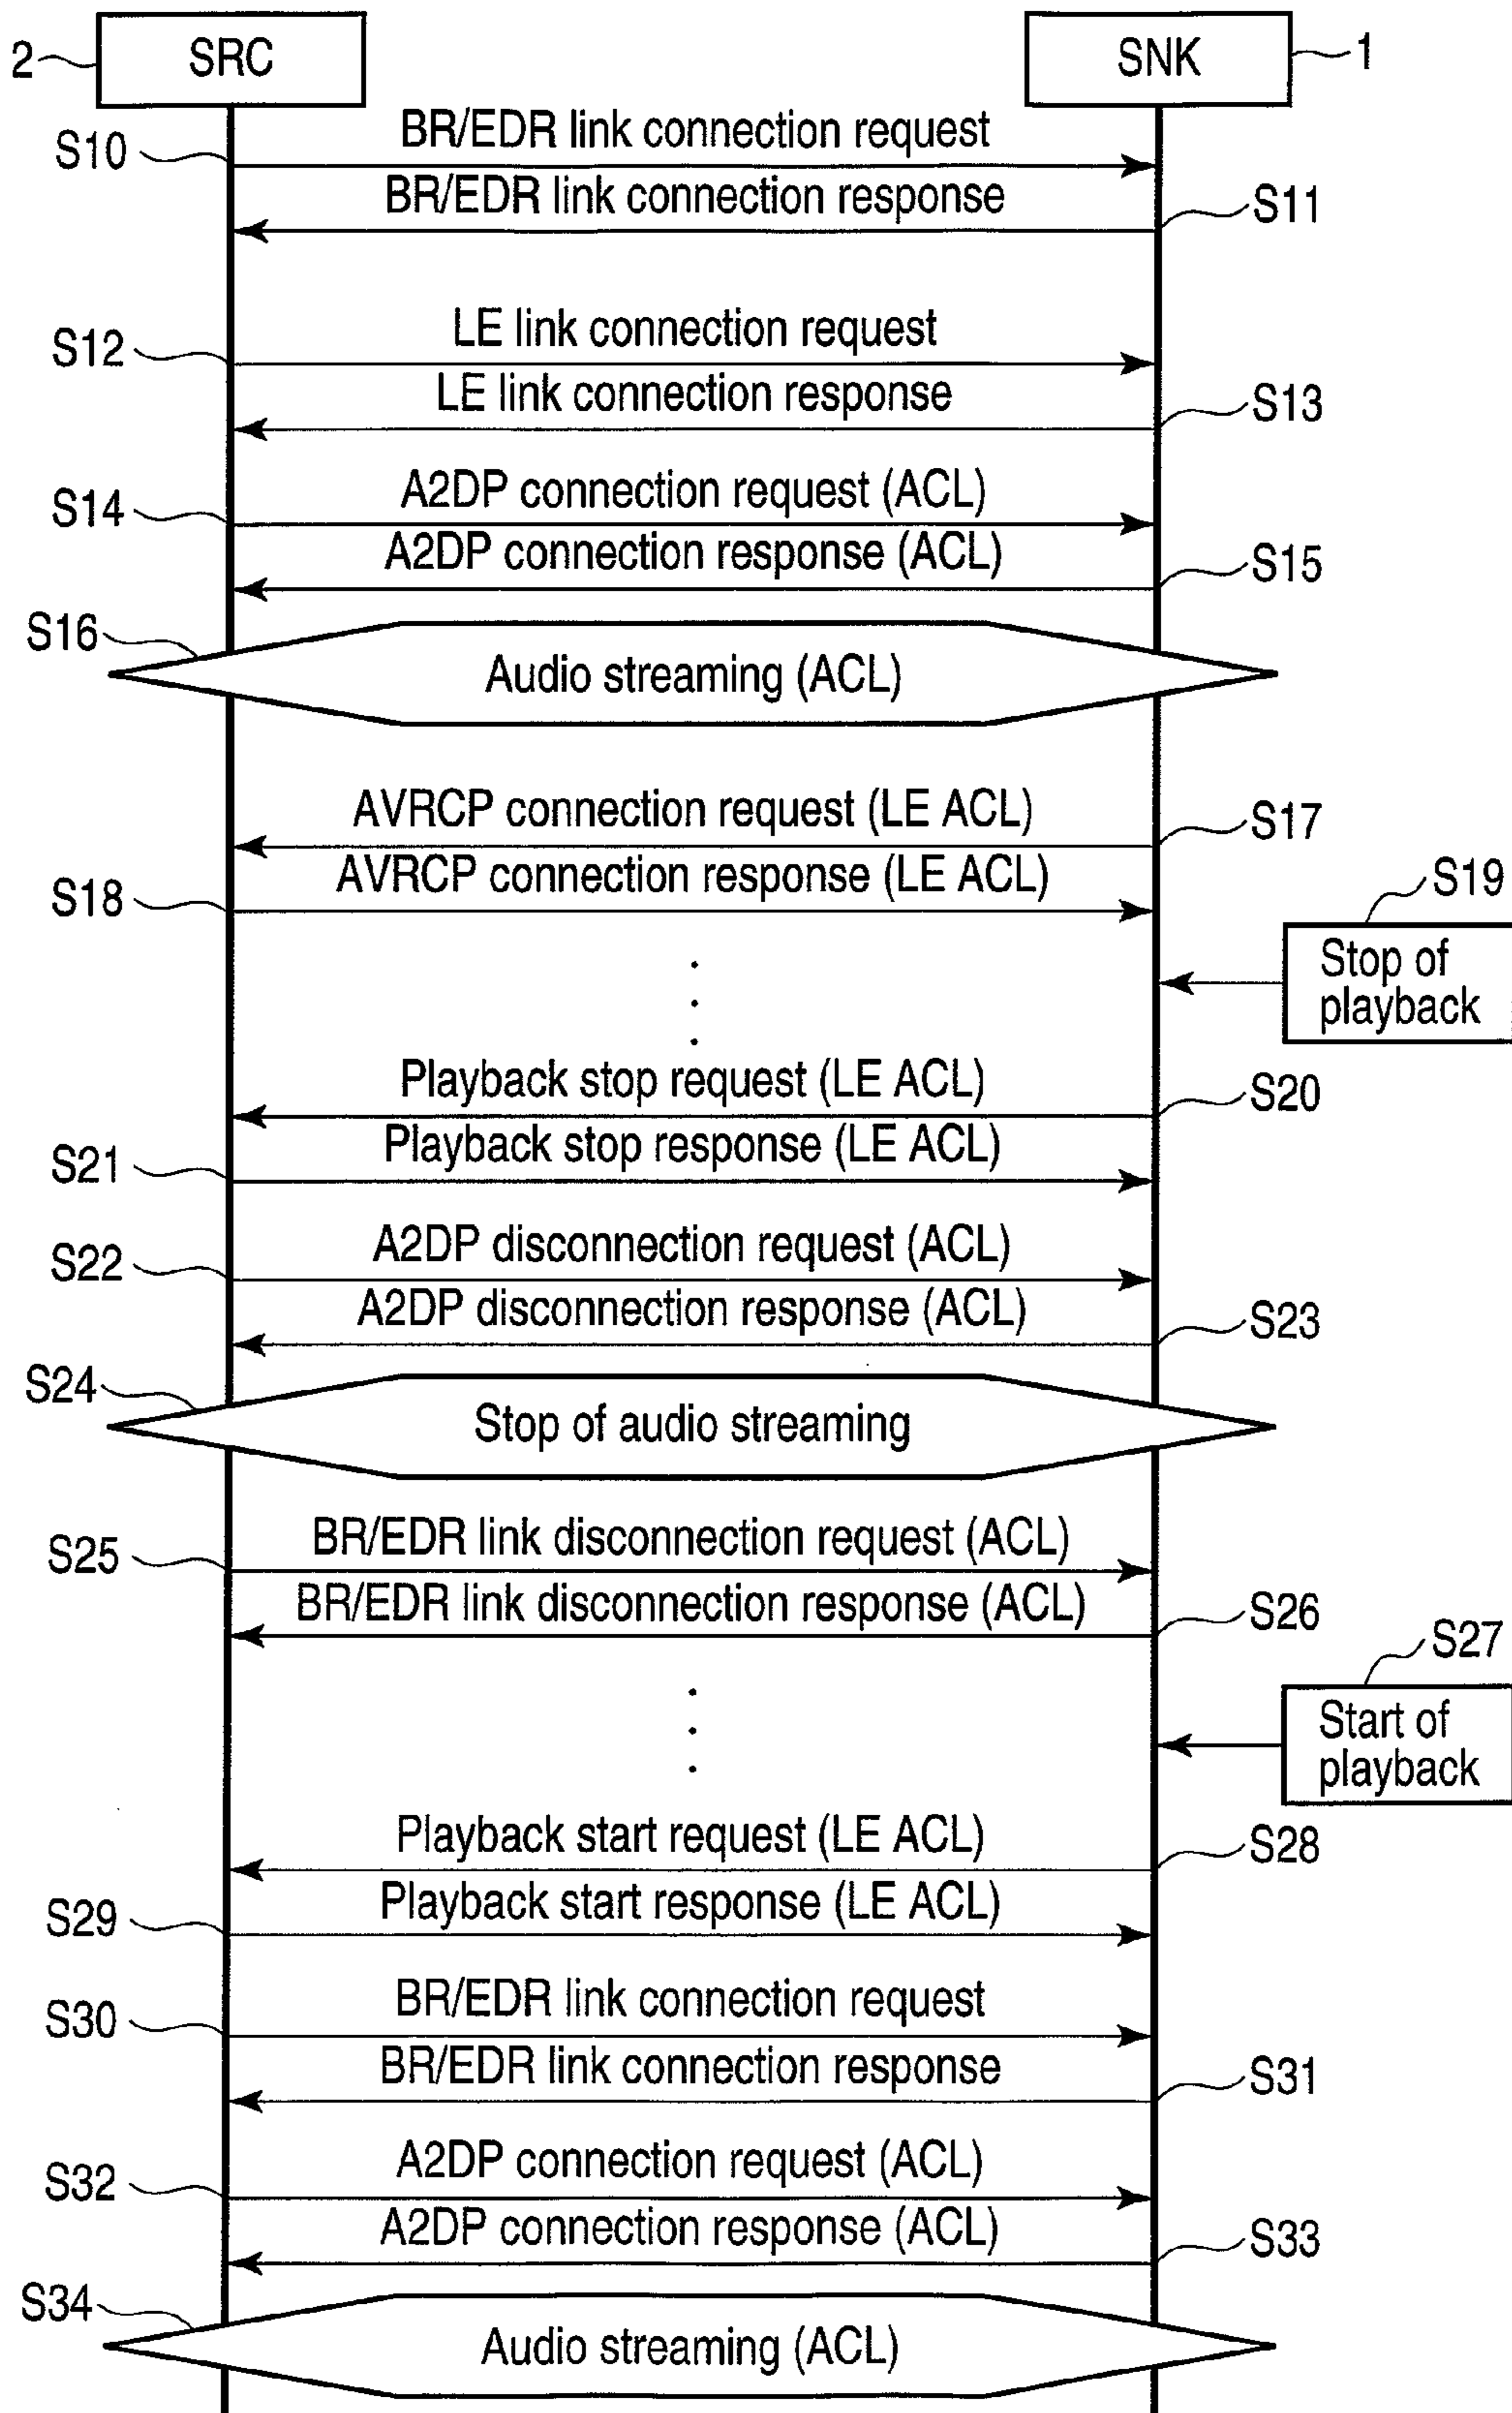 2
SRC
SNK
1
S10
BR/EDR link connection request
BR/EDR link connection response
S11
S12
LE link connection request
LE link connection response
S13
S14
A2DP connection request (ACL)
A2DP connection response (ACL)
S15
S16
Audio streaming (ACL)
AVRCP connection request (LE ACL)
S17
S18
AVRCP connection response (LE ACL)
S19
Stop of
playback
Playback stop request (LE ACL)
S20
S21
Playback stop response (LE ACL)
S22
A2DP disconnection request (ACL)
A2DP disconnection response (ACL)
S23
S24
Stop of audio streaming
S25
BR/EDR link disconnection request (ACL)
BR/EDR link disconnection response (ACL)
S26
S27
Start of
playback
Playback start request (LE ACL)
S28
S29
Playback start response (LE ACL)
S30
BR/EDR link connection request
BR/EDR link connection response
S31
S32
A2DP connection request (ACL)
A2DP connection response (ACL)
S33
S34
Audio streaming (ACL)